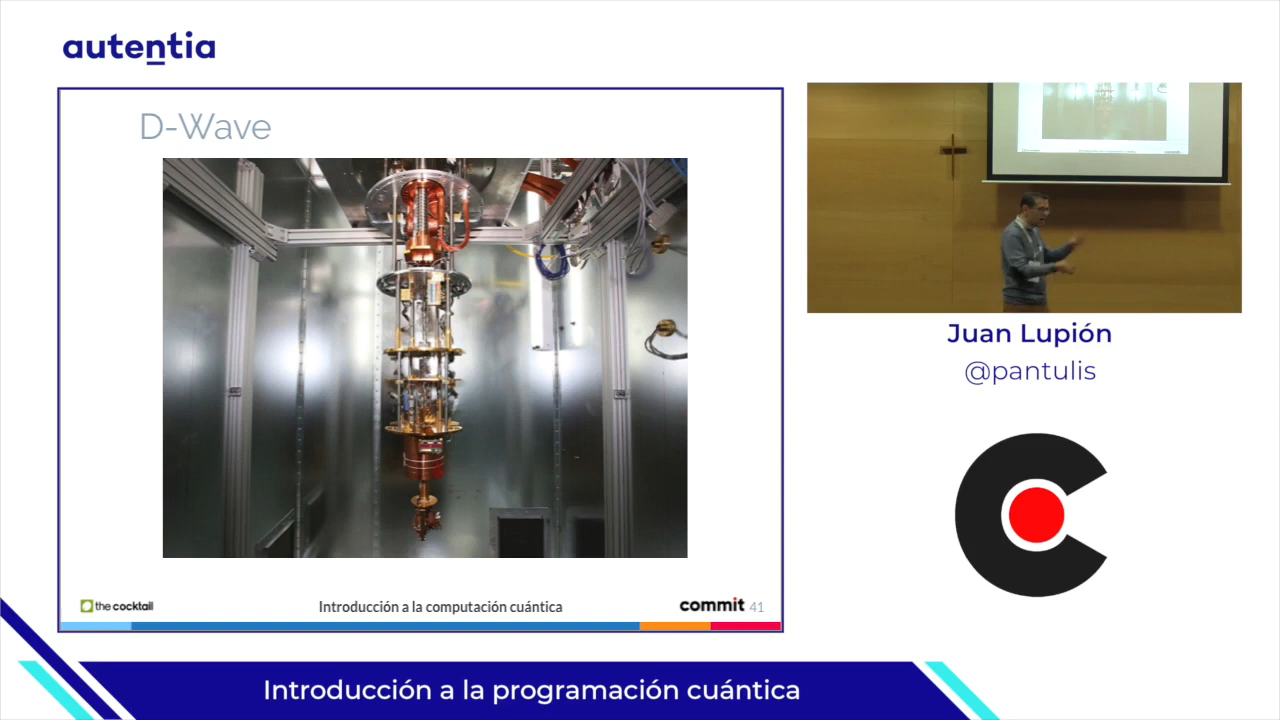 autentia
D-Wave
the cocktail
Introducción a la computación cuántica
commit 41
Juan Lupión
@pantulis
Introducción a la programación cuántica